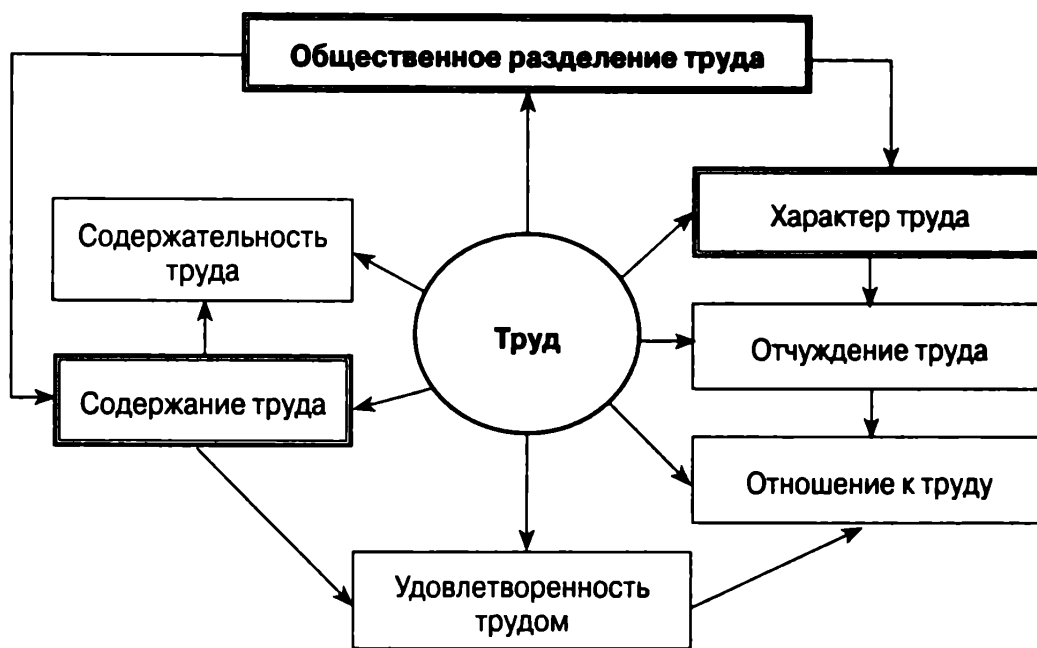 Общественное разделение труда
Характер труда
Содержательность
труда
Труд
Отчуждение труда
Содержание труда
Отношение к труду
Удовлетворенность
трудом